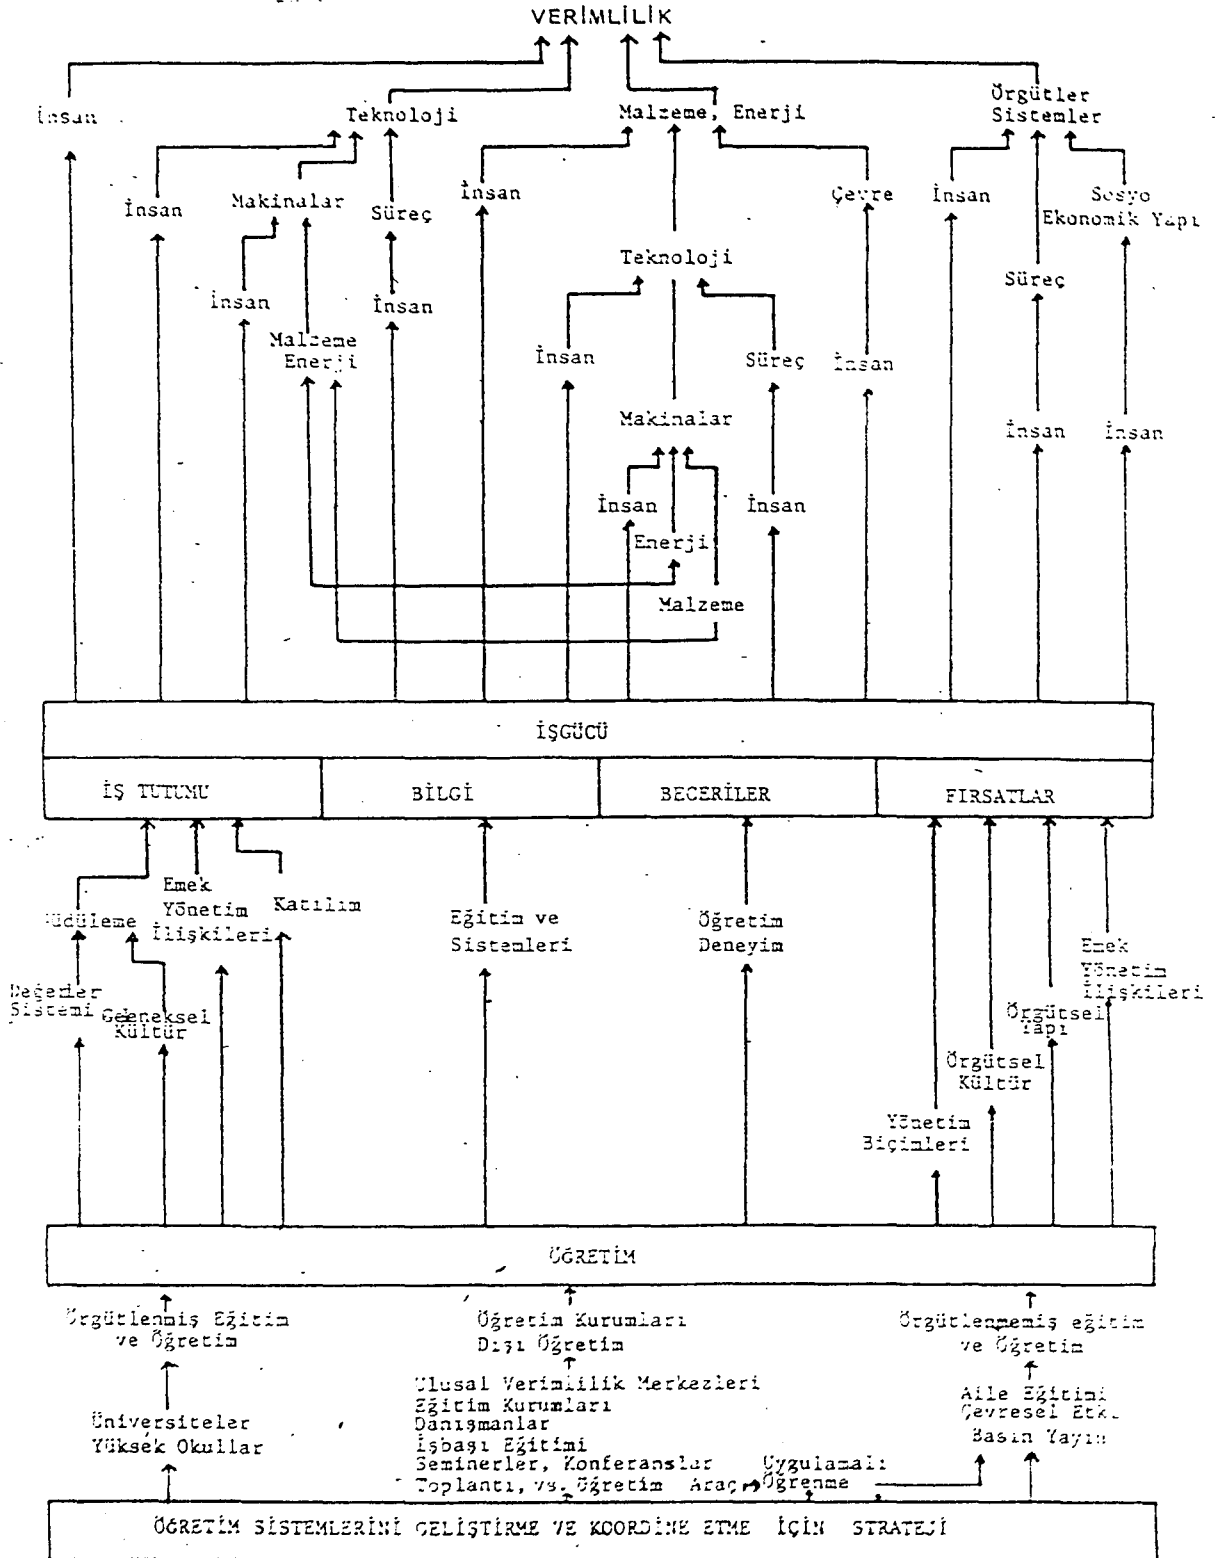 VERİMLİLİK
İnsan
Teknoloji
Malzeme, Enerji
Örgütler
Sistemler
İnsan
Makinalar
Süreç
İnsan
Çevre
İnsan
Sosyo
Ekonomik Yapı
Teknoloji
Süreç
İnsan
İnsan
Malzeme
Enerji
İnsan
Süreç
İnsan
Makinalar
İnsan
İnsan
İnsan
İnsan
Enerji
Malzeme
İŞGÜCÜ
İŞ TUTUMU
BİLGİ
BECERİLER
FIRSATLAR
Emek
Yönetim
İlişkileri
Katılım
Güdüleme
Eğitim ve
Sistemleri
Öğretim
Deneyim
Emek
Yönetim
İlişkileri
Değerler
Sistemi
Geleneksel
Kültür
Örgütsel
Yapı
Örgütsel
Kültür
Yönetim
Biçimleri
ÖĞRETİM
Örgütlenmiş Eğitim
ve Öğretim
Öğretim Kurumları
Dışı Öğretim
Örgütlenmemiş eğitim
ve Öğretim
Üniversiteler
Yüksek Okullar
Ulusal Verimlilik Merkezleri
Eğitim Kurumları
Danışmanlar
İşbaşı Eğitimi
Seminerler, Konferanslar
Toplantı, vs. Öğretim Araç
Uygulamalı
Öğrenme
Aile Eğitimi
Çevresel Etki
Basın Yayın
ÖĞRETİM SİSTEMLERİNİ GELİŞTİRME VE KOORDİNE ETME İÇİN STRATEJİ